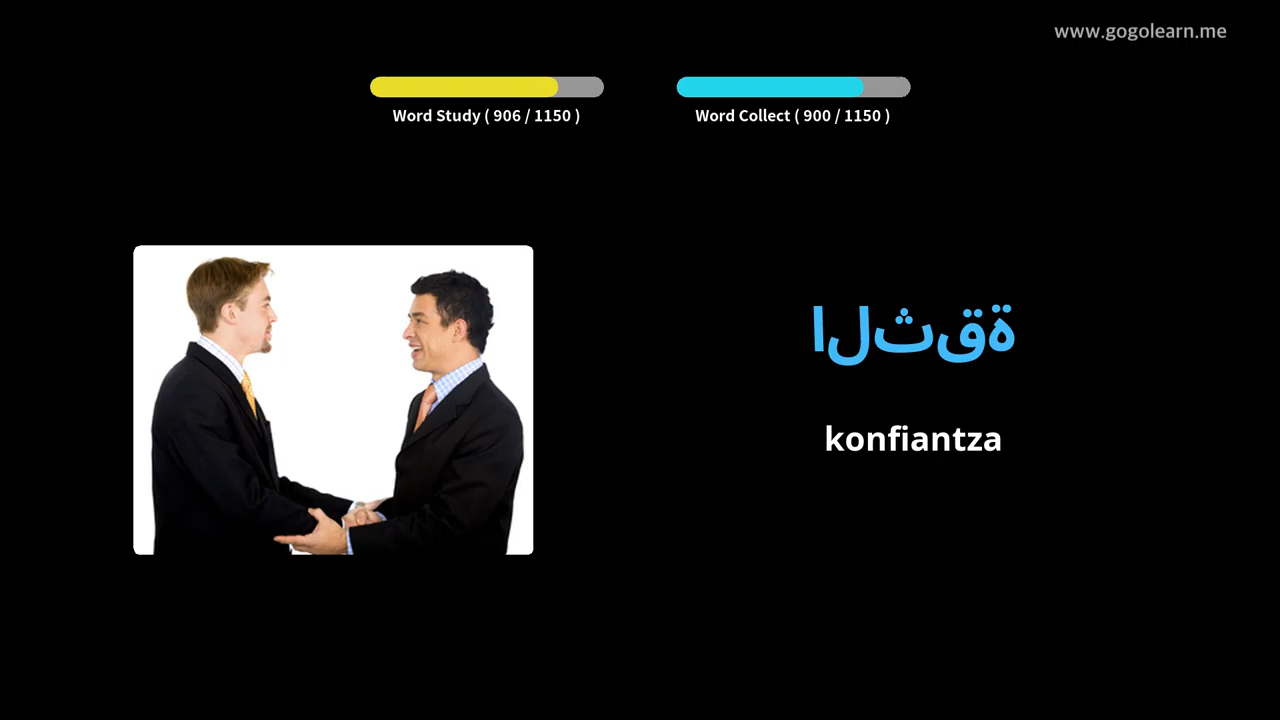 www.gogolearn.me
Word Study ( 906 / 1150 )
Word Collect ( 900 / 1150 )
الثقة
konfiantza